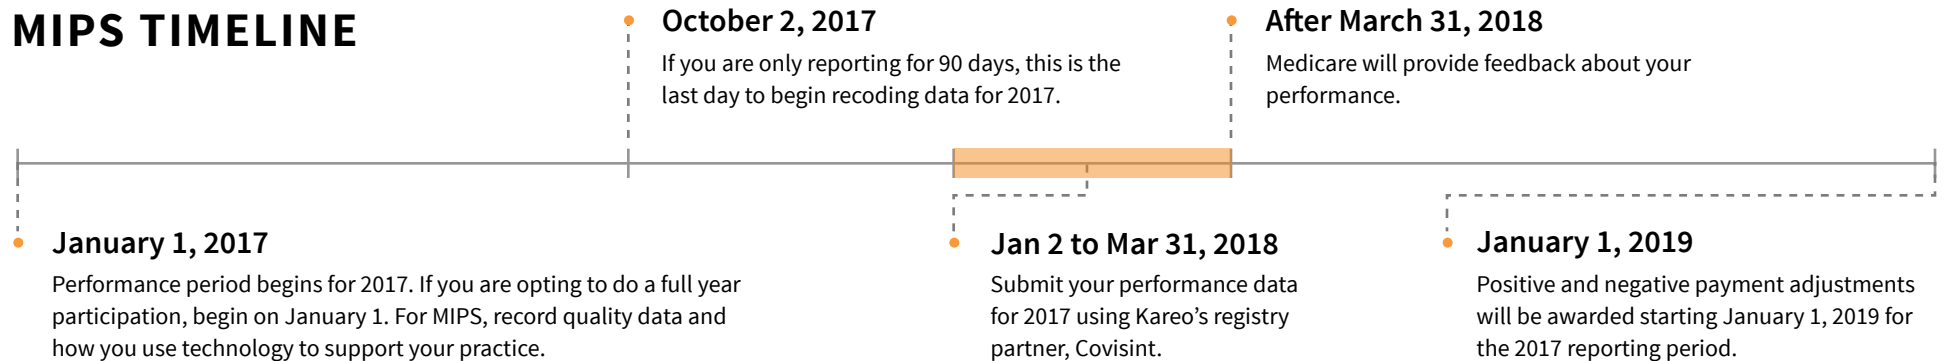 MIPS TIMELINE
October 2, 2017
If you are only reporting for 90 days, this is the
last day to begin recoding data for 2017.
After March 31, 2018
Medicare will provide feedback about your
performance.
January 1, 2017
Performance period begins for 2017. If you are opting to do a full year
participation, begin on January 1. For MIPS, record quality data and
how you use technology to support your practice.
Jan 2 to Mar 31, 2018
Submit your performance data
for 2017 using Kareo’s registry
partner, Covisint.
January 1, 2019
Positive and negative payment adjustments
will be awarded starting January 1, 2019 for
the 2017 reporting period.